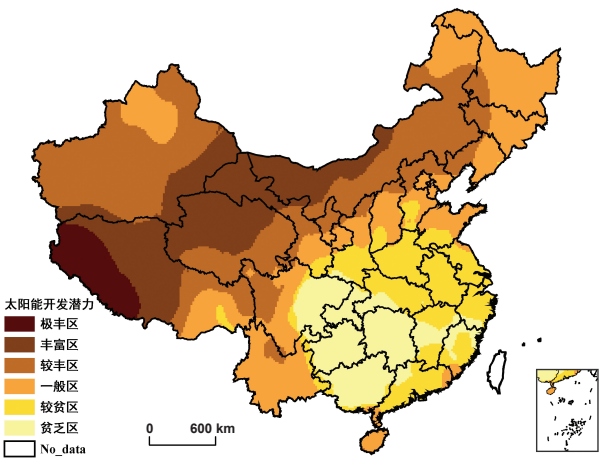 太阳能开发潜力
极丰区
丰富区
较丰区
一般区
较贫区
贫乏区
No_data
0 600 km